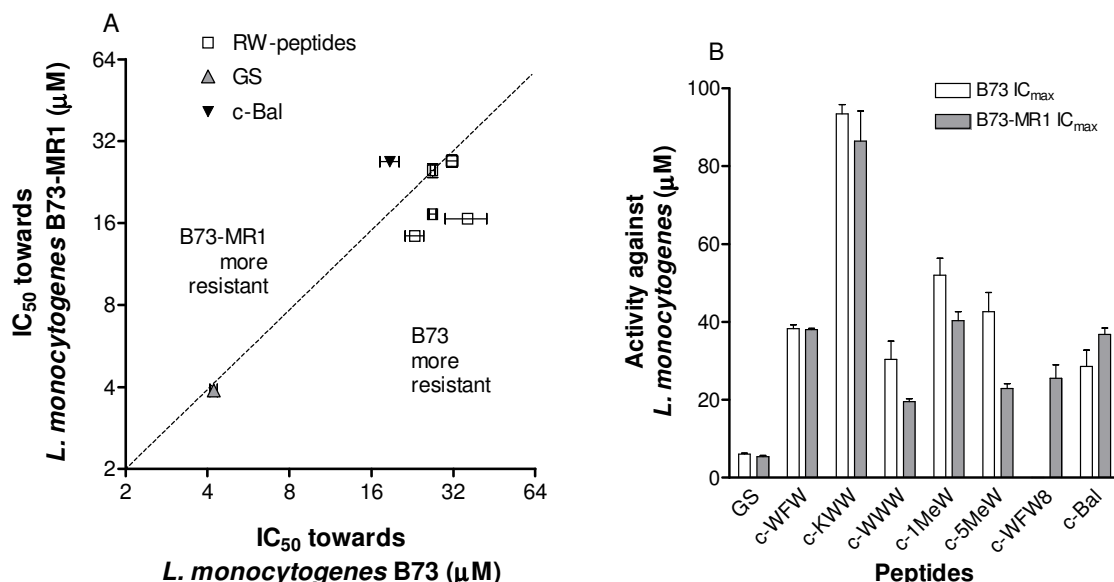 A
RW-peptides
GS
c-Bal
IC50 towards
L. monocytogenes B73-MR1 (µM)
64
32
16
8
4
2
B73-MR1
more
resistant
B73
more
resistant
2 4 8 16 32 64
IC50 towards
L. monocytogenes B73 (µM)
B
B73 ICmax
B73-MR1 ICmax
Activity against
L. monocytogenes (µM)
100
80
60
40
20
0
GS c-WFW c-KWW c-WWW c-1MeW c-5MeW c-WFW8 c-Bal
Peptides